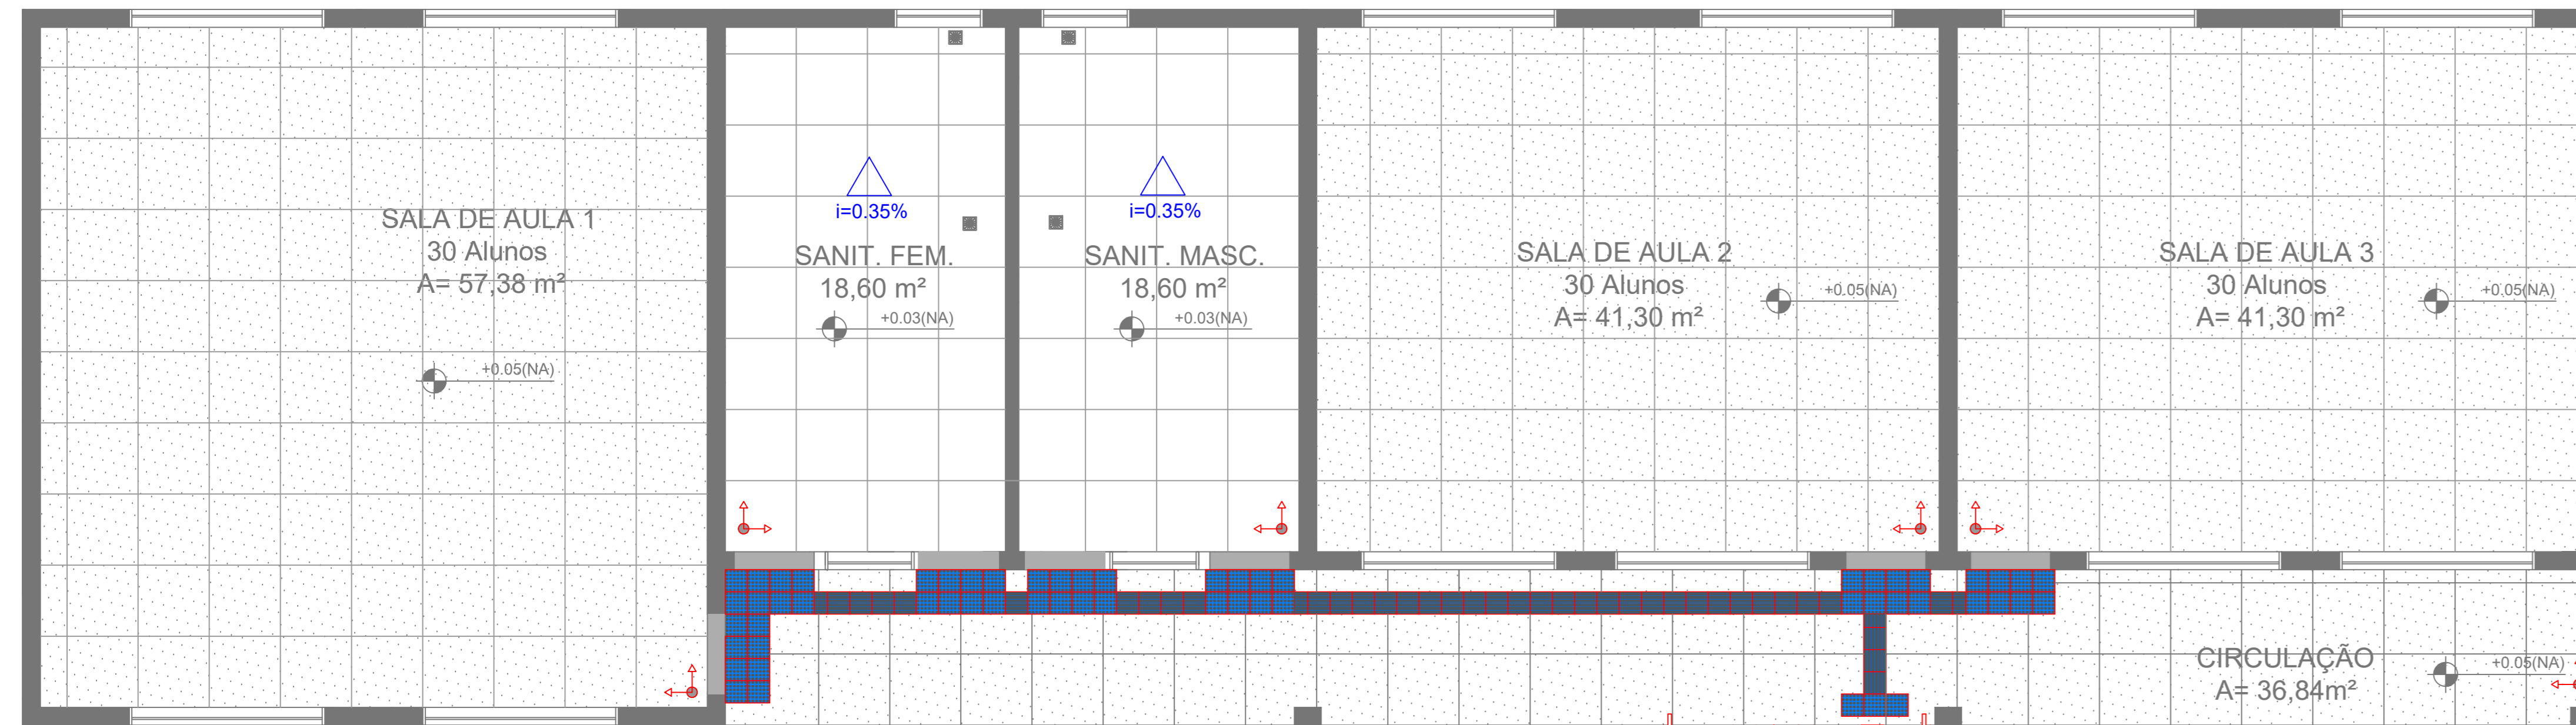 SALA DE AULA 1
30 Alunos
A= 57,38 m²
+0.05(NA)
i=0.35%
SANIT. FEM.
18,60 m²
+0.03(NA)
i=0.35%
SANIT. MASC.
18,60 m²
+0.03(NA)
SALA DE AULA 2
30 Alunos
A= 41,30 m²
+0.05(NA)
SALA DE AULA 3
30 Alunos
A= 41,30 m²
+0.05(NA)
CIRCULAÇÃO
A= 36,84m²
+0.05(NA)